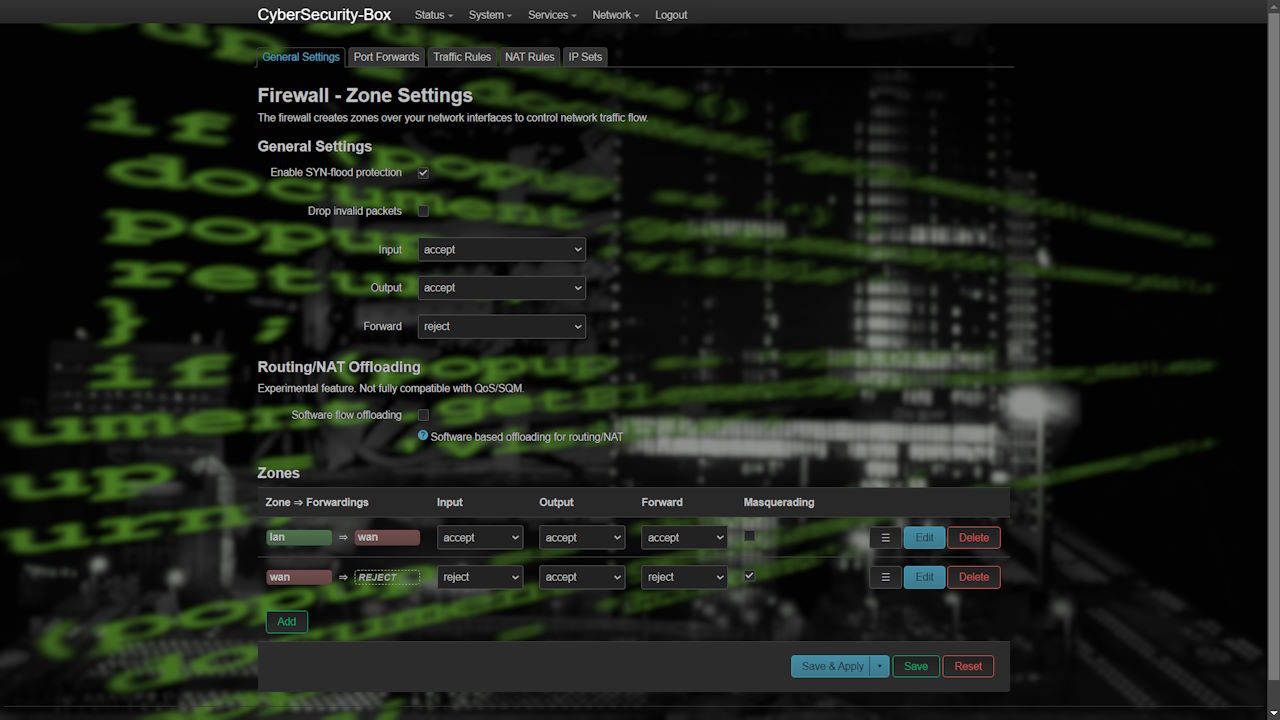 CyberSecurity-Box Status System Services Network Logout
General Settings Port Forwards Traffic Rules NAT Rules IP Sets
Firewall - Zone Settings
The firewall creates zones over your network interfaces to control network traffic flow.
General Settings
Enable SYN-flood protection
Drop invalid packets
Input accept
Output accept
Forward reject
Routing/NAT Offloading
Experimental feature. Not fully compatible with QoS/SQM.
Software flow offloading
? Software based offloading for routing/NAT
Zones
Zone ⇒ Forwardings Input Output Forward Masquerading
lan ⇒ wan accept accept accept ☰ Edit Delete
wan ⇒ REJECT reject accept reject ☰ Edit Delete
Add
Save & Apply Save Reset